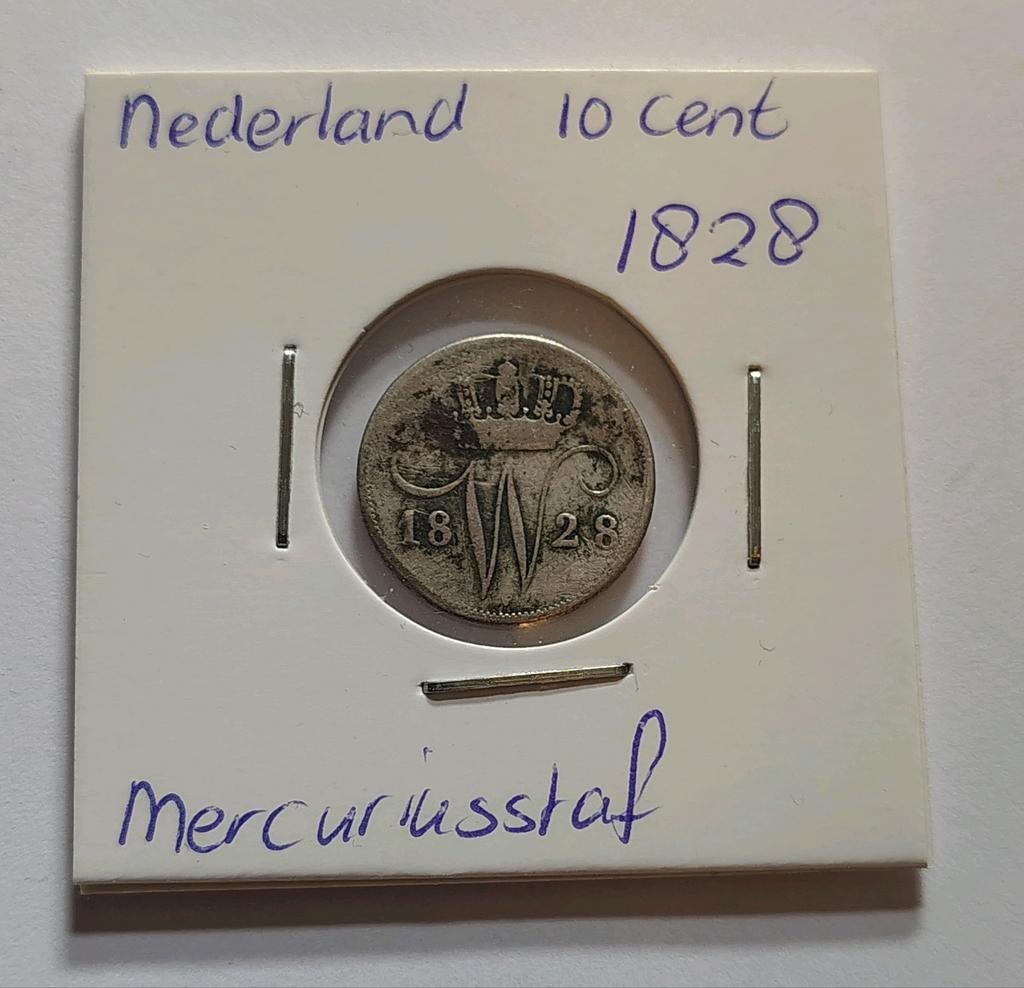 Nederland 10 cent
1828
W
18 28
Mercuriusstaf